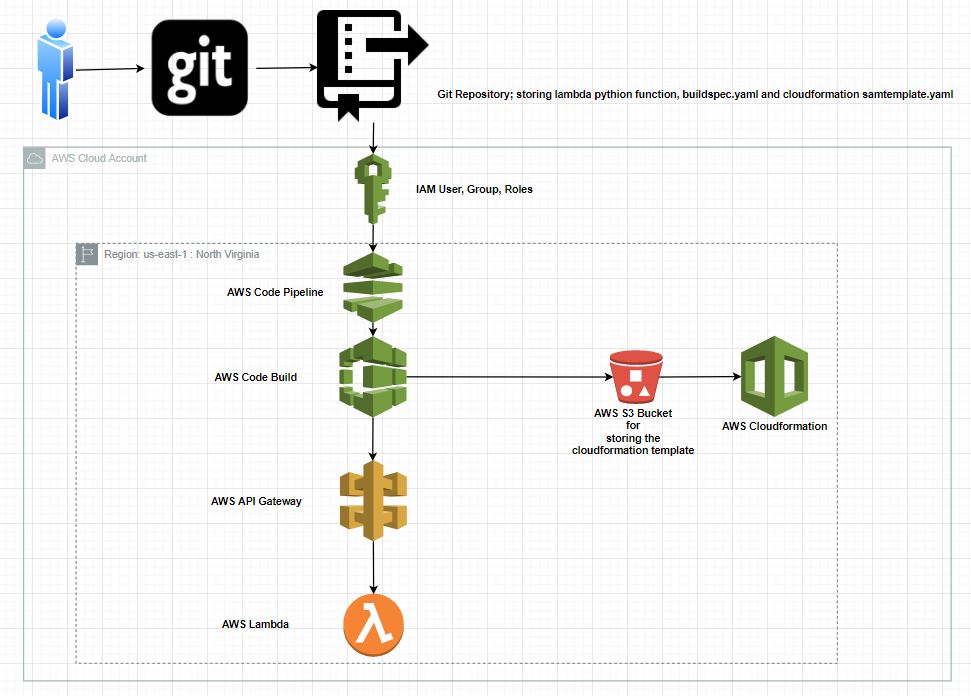 git
Git Repository; storing lambda pythion function, buildspec.yaml and cloudformation samtemplate.yaml
AWS Cloud Account
IAM User, Group, Roles
Region: us-east-1 : North Virginia
AWS Code Pipeline
AWS Code Build
AWS S3 Bucket
for
storing the
cloudformation template
AWS Cloudformation
AWS API Gateway
AWS Lambda